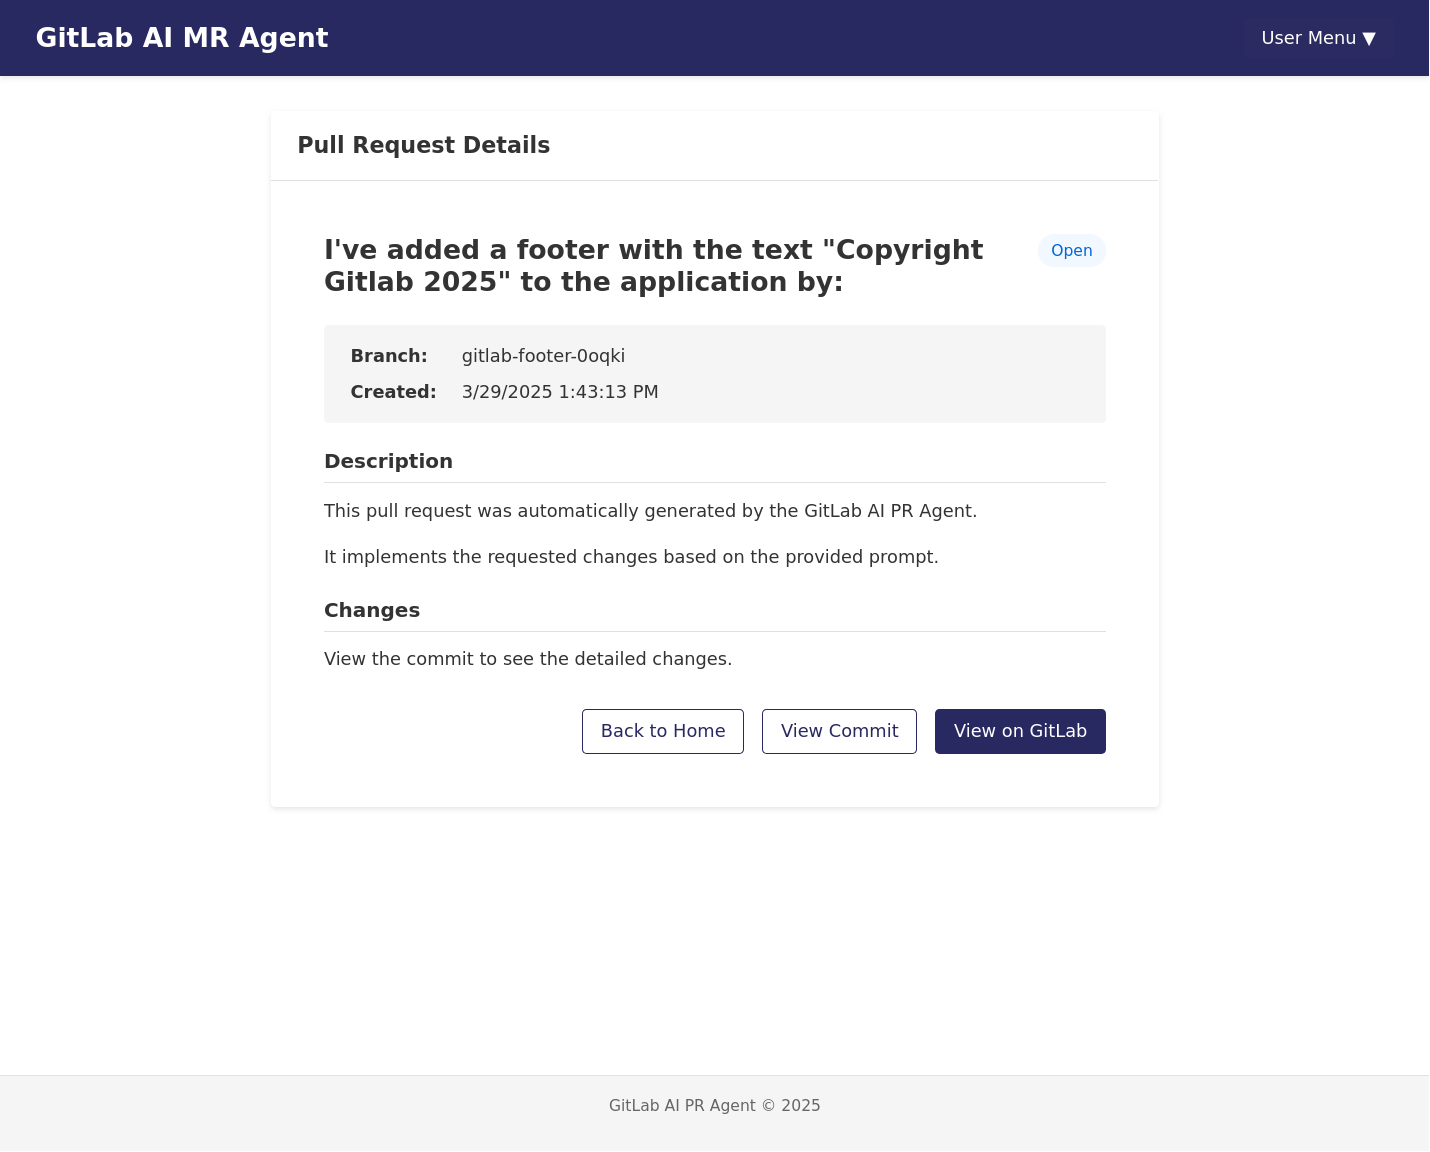 GitLab AI MR Agent
User Menu ▼
Pull Request Details
I've added a footer with the text "Copyright
Gitlab 2025" to the application by:
Open
Branch: gitlab-footer-0oqki
Created: 3/29/2025 1:43:13 PM
Description
This pull request was automatically generated by the GitLab AI PR Agent.
It implements the requested changes based on the provided prompt.
Changes
View the commit to see the detailed changes.
Back to Home
View Commit
View on GitLab
GitLab AI PR Agent © 2025